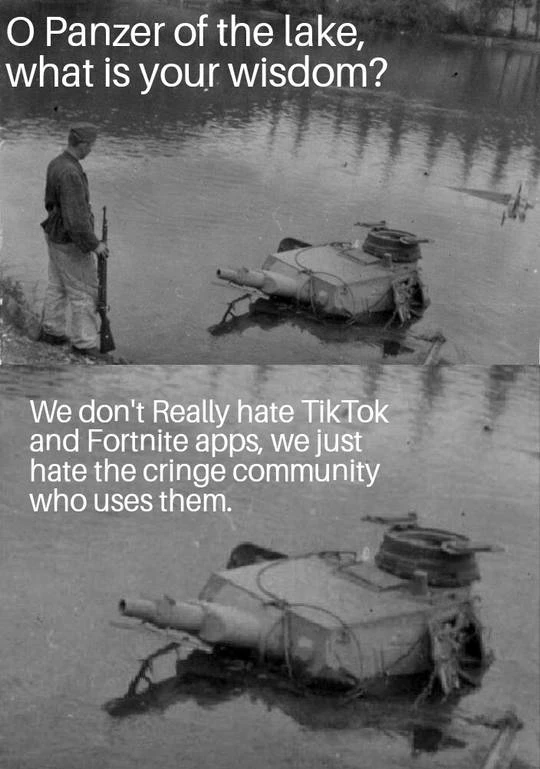 O Panzer of the lake,
what is your wisdom?
We don't Really hate TikTok
and Fortnite apps, we just
hate the cringe community
who uses them.